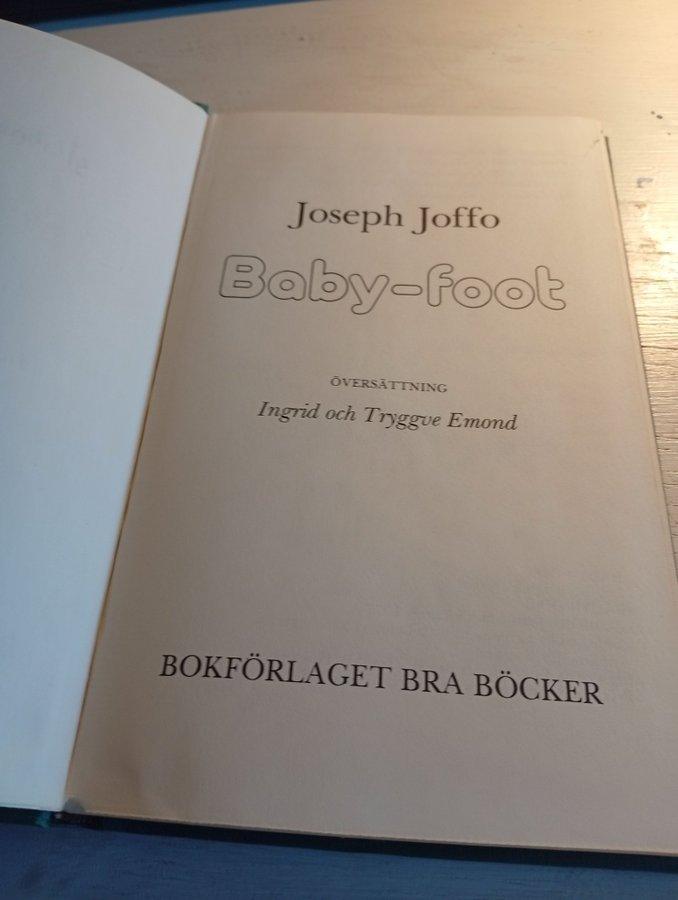 Joseph Joffo
Baby-foot
ÖVERSÄTTNING
Ingrid och Tryggve Emond
BOKFÖRLAGET BRA BÖCKER